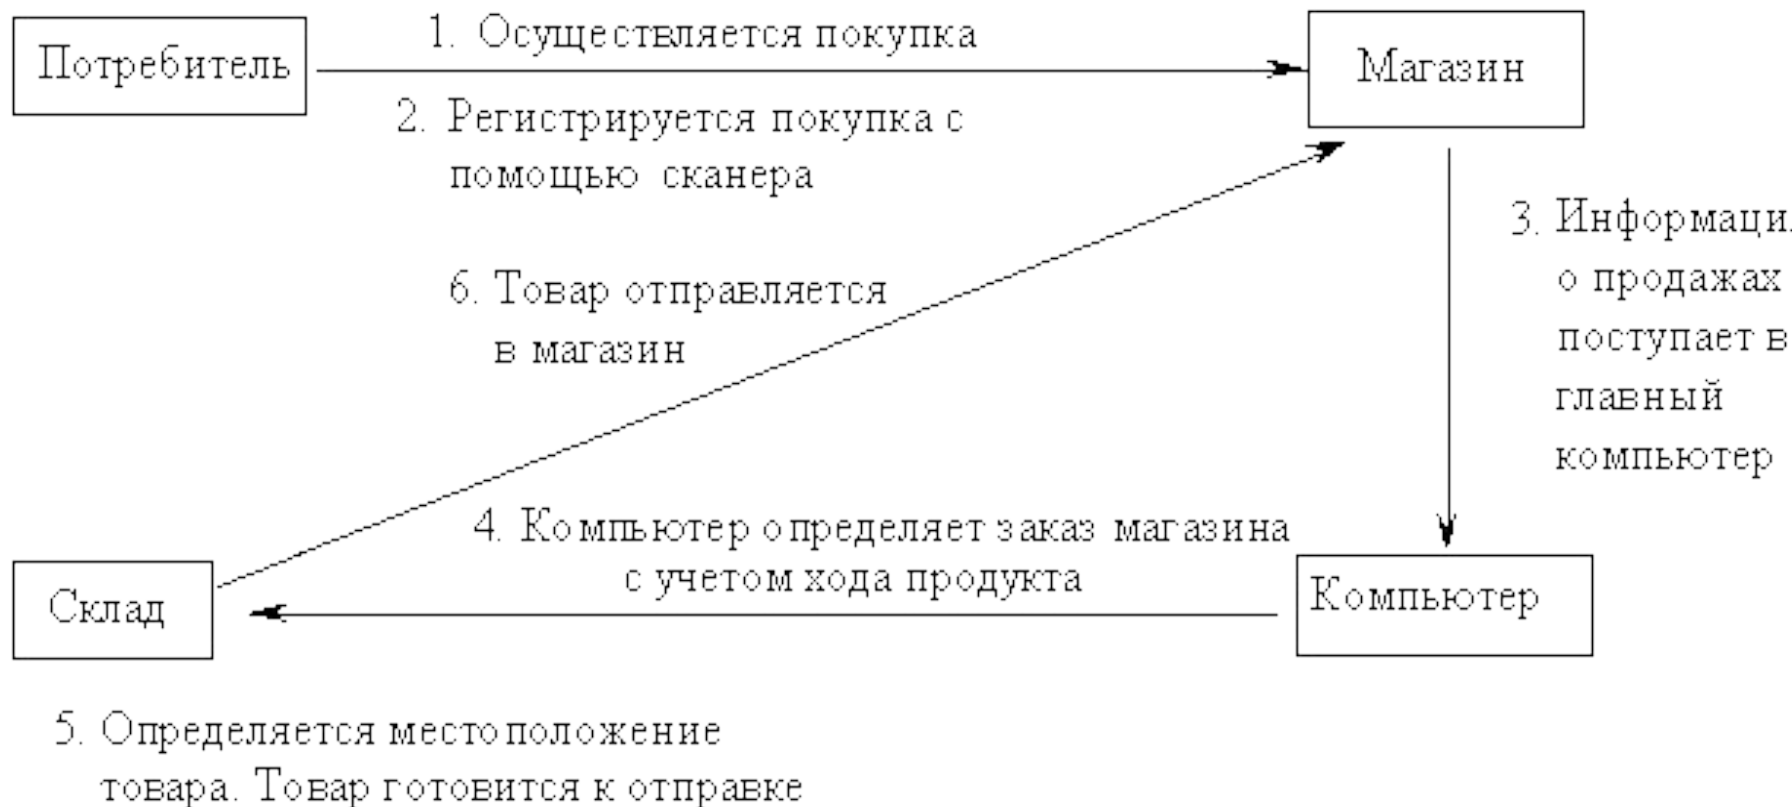 Потребитель
1. Осуществляется покупка
Магазин
2. Регистрируется покупка с
помощью сканера
3. Информаци
о продажах
поступает в
главный
компьютер
6. Товар отправляется
в магазин
4. Компьютер определяет заказ магазина
с учетом хода продукта
Склад
Компьютер
5. Определяется местоположение
товара. Товар готовится к отправке